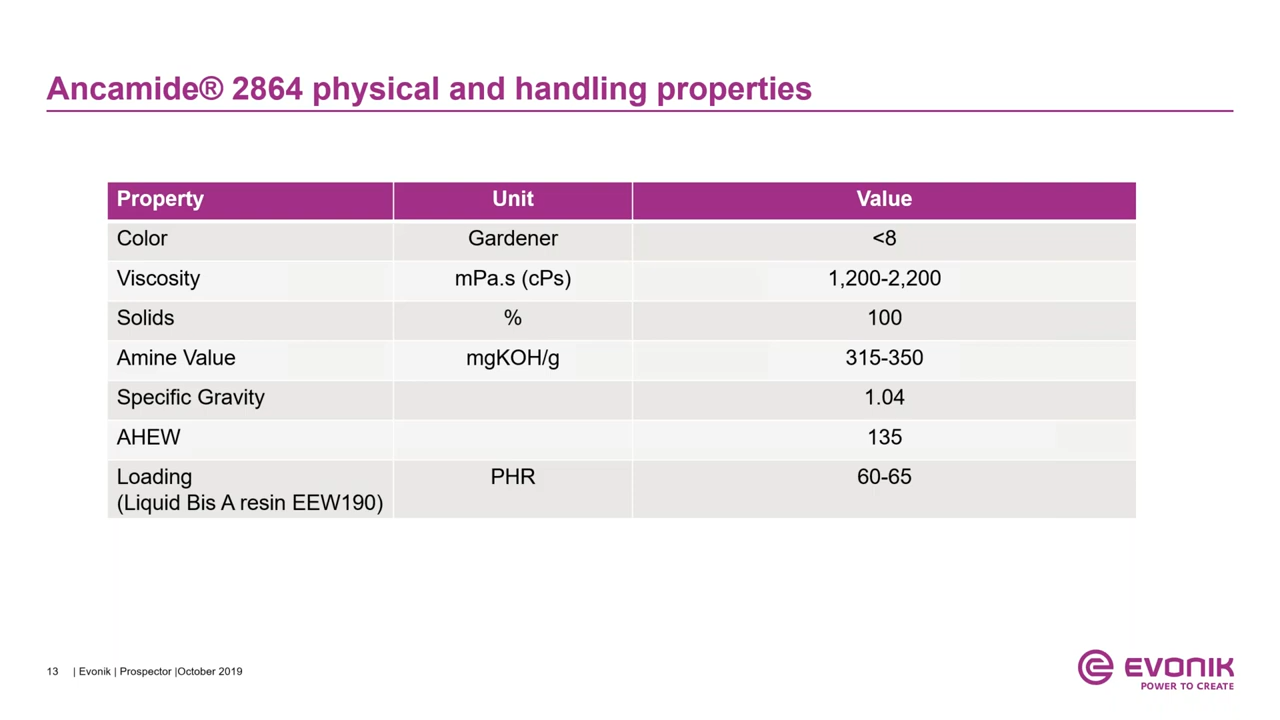 Ancamide® 2864 physical and handling properties
Property Unit Value
Color Gardener <8
Viscosity mPa.s (cPs) 1,200-2,200
Solids % 100
Amine Value mgKOH/g 315-350
Specific Gravity 1.04
AHEW 135
Loading PHR 60-65
(Liquid Bis A resin EEW190)
13 | Evonik | Prospector |October 2019
EVONIK
POWER TO CREATE